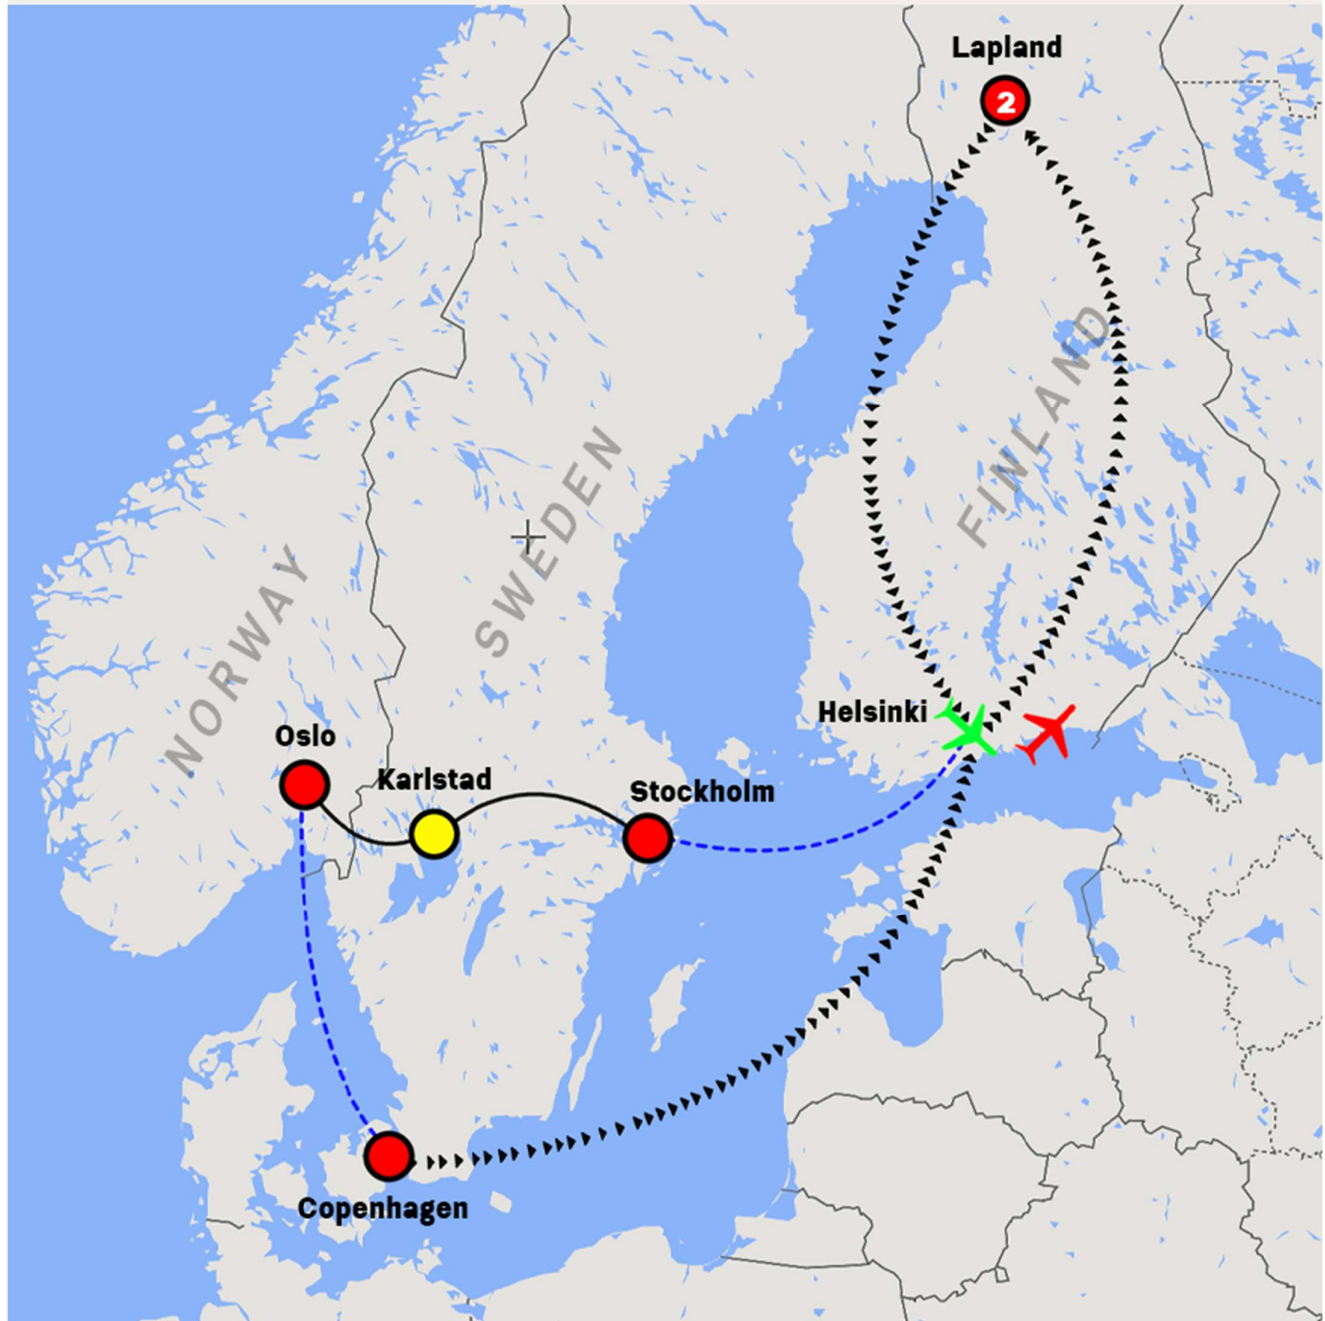 Lapland
2
FINLAND
SWEDEN
NORWAY
Helsinki
Oslo
Karlstad
Stockholm
Copenhagen